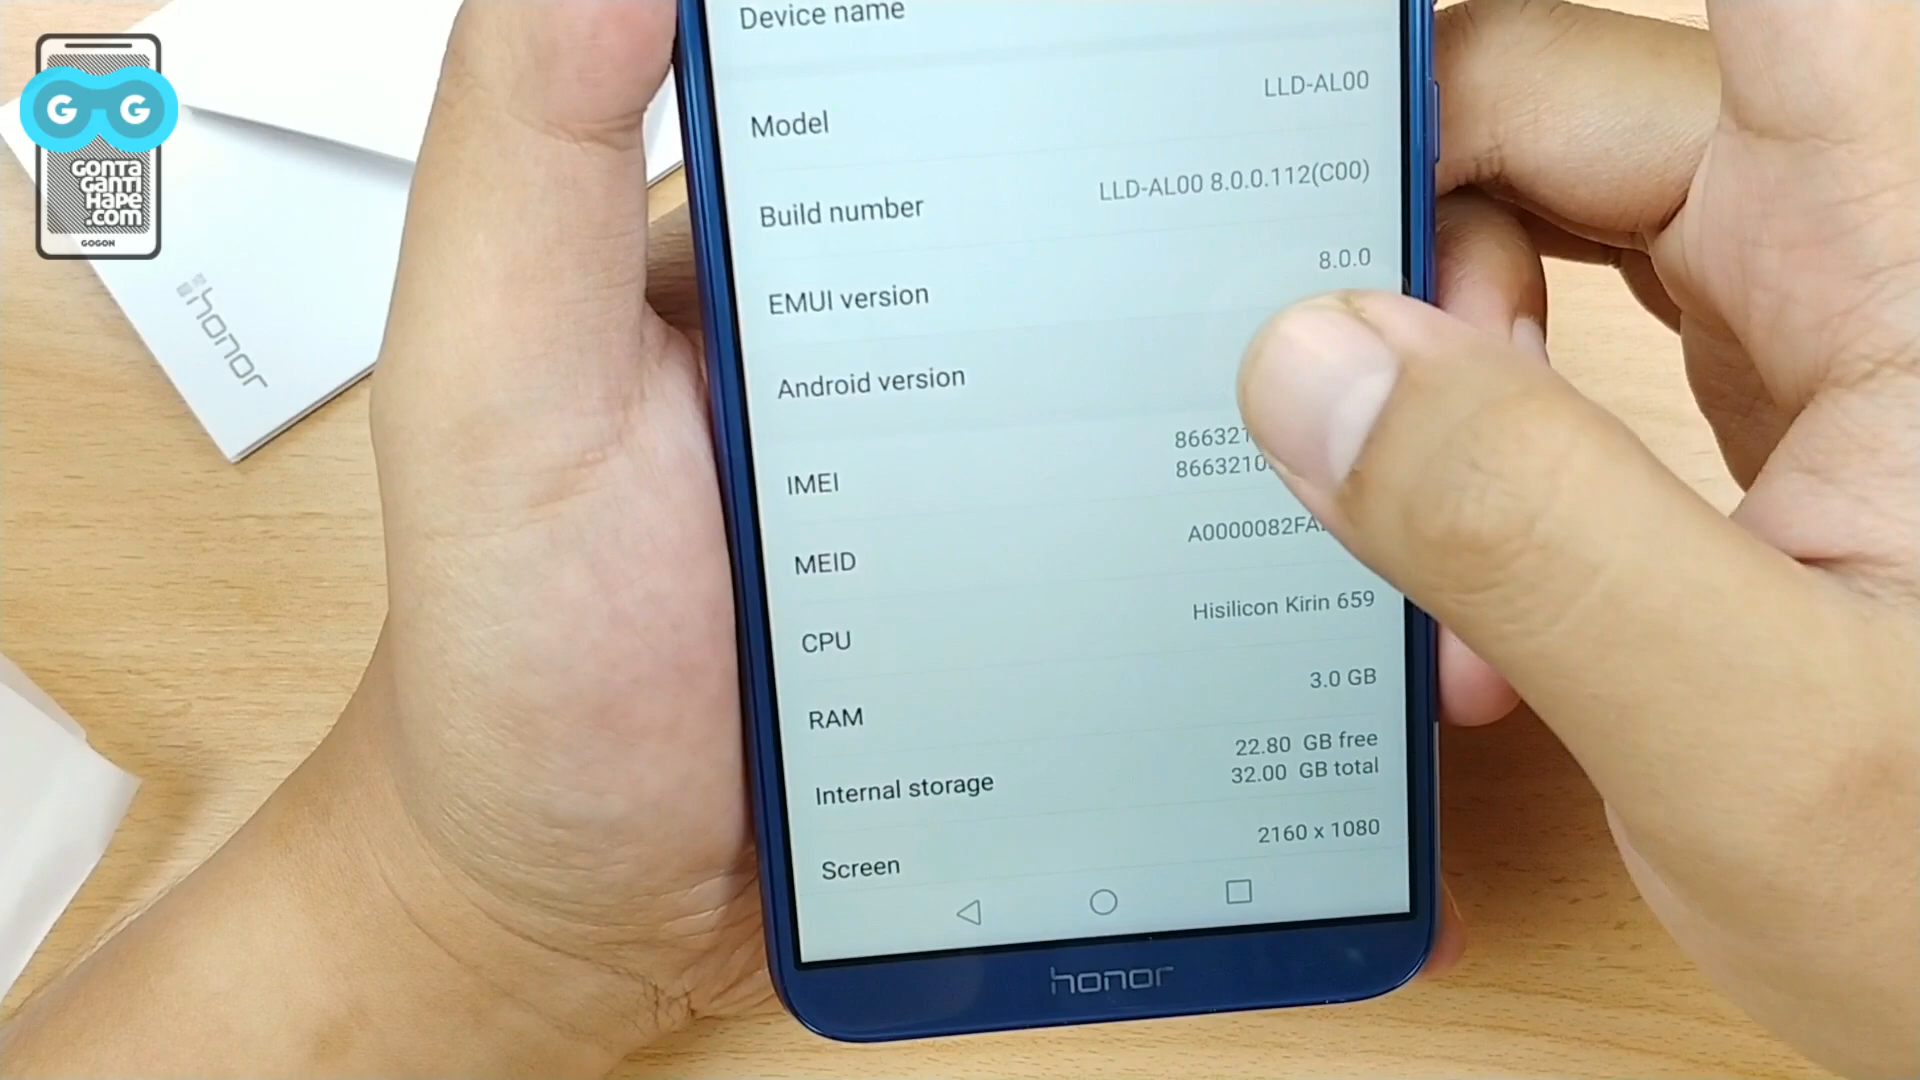 G G
GONTA
GANTI
HAPE
.COM
GOGON
honor
Device name
Model
LLD-AL00
Build number
LLD-AL00 8.0.0.112(C00)
EMUI version
8.0.0
Android version
IMEI
866321
8663210
MEID
A0000082FA
CPU
Hisilicon Kirin 659
RAM
3.0 GB
Internal storage
22.80 GB free
32.00 GB total
Screen
2160 x 1080
honor